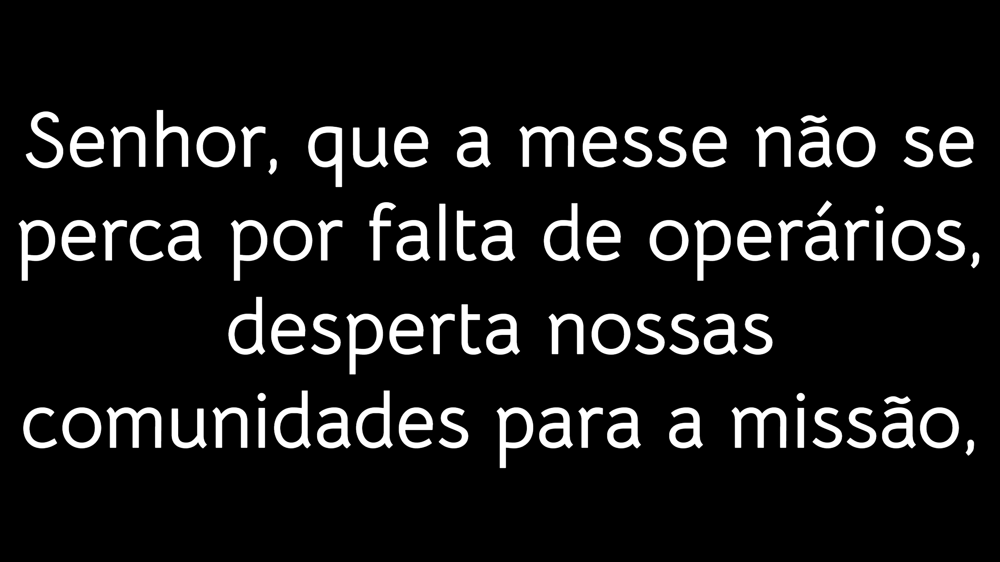 Senhor, que a messe não se
perca por falta de operários,
desperta nossas
comunidades para a missão,